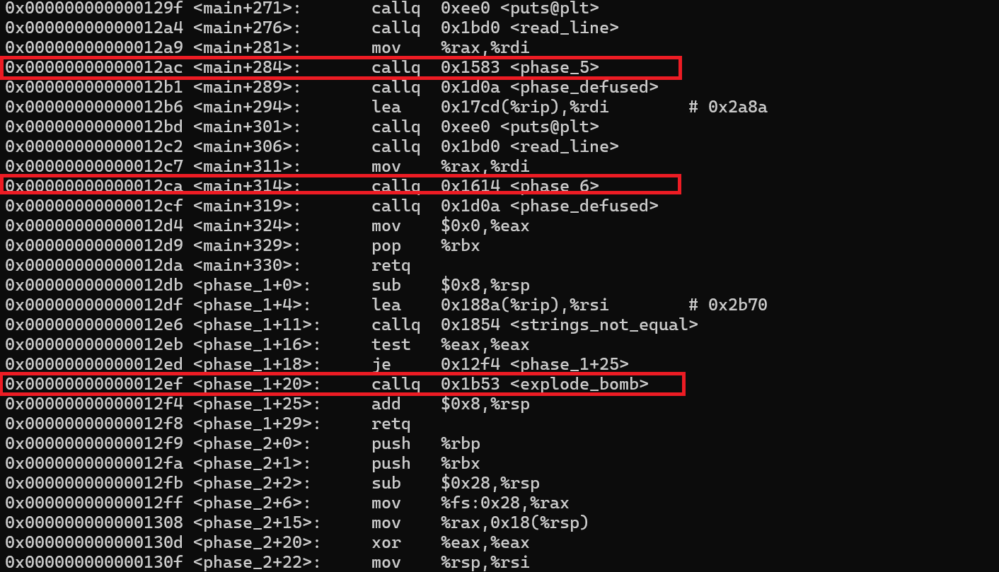 0x000000000000129f <main+271>: callq 0xee0 <puts@plt>
0x00000000000012a4 <main+276>: callq 0x1bd0 <read_line>
0x00000000000012a9 <main+281>: mov %rax,%rdi
0x00000000000012ac <main+284>: callq 0x1583 <phase_5>
0x00000000000012b1 <main+289>: callq 0x1d0a <phase_defused>
0x00000000000012b6 <main+294>: lea 0x17cd(%rip),%rdi # 0x2a8a
0x00000000000012bd <main+301>: callq 0xee0 <puts@plt>
0x00000000000012c2 <main+306>: callq 0x1bd0 <read_line>
0x00000000000012c7 <main+311>: mov %rax,%rdi
0x00000000000012ca <main+314>: callq 0x1614 <phase_6>
0x00000000000012cf <main+319>: callq 0x1d0a <phase_defused>
0x00000000000012d4 <main+324>: mov $0x0,%eax
0x00000000000012d9 <main+329>: pop %rbx
0x00000000000012da <main+330>: retq
0x00000000000012db <phase_1+0>: sub $0x8,%rsp
0x00000000000012df <phase_1+4>: lea 0x188a(%rip),%rsi # 0x2b70
0x00000000000012e6 <phase_1+11>: callq 0x1854 <strings_not_equal>
0x00000000000012eb <phase_1+16>: test %eax,%eax
0x00000000000012ed <phase_1+18>: je 0x12f4 <phase_1+25>
0x00000000000012ef <phase_1+20>: callq 0x1b53 <explode_bomb>
0x00000000000012f4 <phase_1+25>: add $0x8,%rsp
0x00000000000012f8 <phase_1+29>: retq
0x00000000000012f9 <phase_2+0>: push %rbp
0x00000000000012fa <phase_2+1>: push %rbx
0x00000000000012fb <phase_2+2>: sub $0x28,%rsp
0x00000000000012ff <phase_2+6>: mov %fs:0x28,%rax
0x0000000000001308 <phase_2+15>: mov %rax,0x18(%rsp)
0x000000000000130d <phase_2+20>: xor %eax,%eax
0x000000000000130f <phase_2+22>: mov %rsp,%rsi